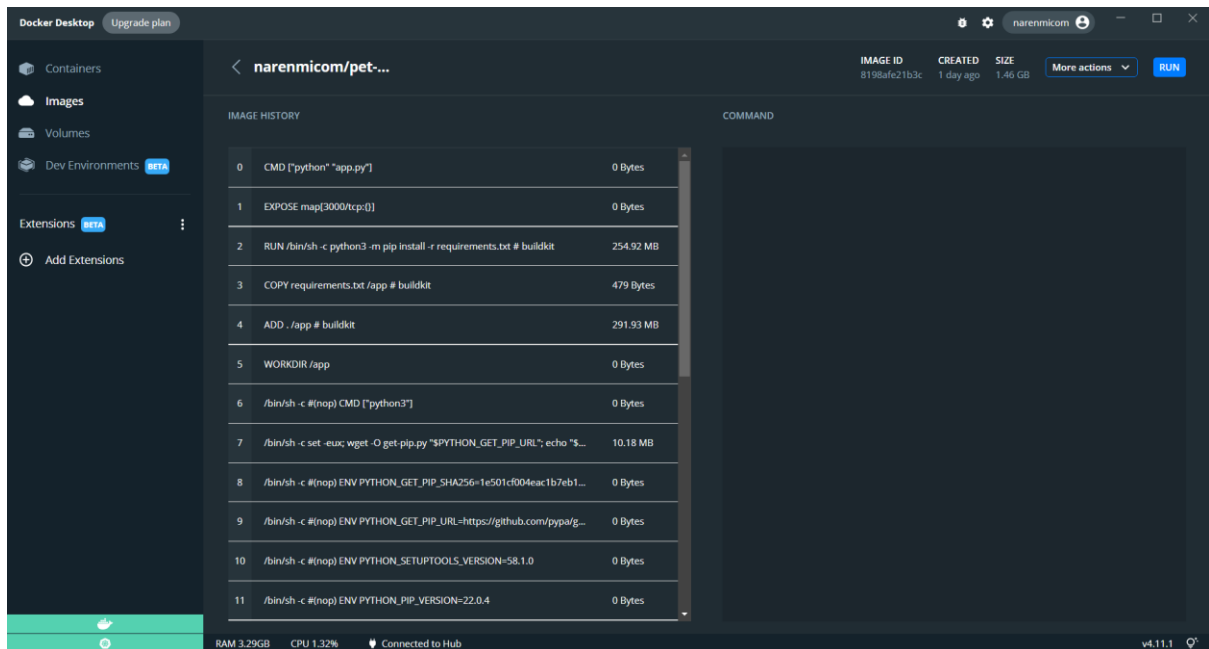 Docker Desktop Upgrade plan narenmicom
Containers
Images
Volumes
Dev Environments BETA
Extensions BETA
Add Extensions
narenmicom/pet-...
IMAGE ID CREATED SIZE
8198afe21b3c 1 day ago 1.46 GB
More actions RUN
IMAGE HISTORY COMMAND
0 CMD ["python" "app.py"] 0 Bytes
1 EXPOSE map[3000/tcp:{}] 0 Bytes
2 RUN /bin/sh -c python3 -m pip install -r requirements.txt # buildkit 254.92 MB
3 COPY requirements.txt /app # buildkit 479 Bytes
4 ADD . /app # buildkit 291.93 MB
5 WORKDIR /app 0 Bytes
6 /bin/sh -c #(nop) CMD ["python3"] 0 Bytes
7 /bin/sh -c set -eux; wget -O get-pip.py "$PYTHON_GET_PIP_URL"; echo "$... 10.18 MB
8 /bin/sh -c #(nop) ENV PYTHON_GET_PIP_SHA256=1e501cf004eac1b7eb1... 0 Bytes
9 /bin/sh -c #(nop) ENV PYTHON_GET_PIP_URL=https://github.com/pypa/g... 0 Bytes
10 /bin/sh -c #(nop) ENV PYTHON_SETUPTOOLS_VERSION=58.1.0 0 Bytes
11 /bin/sh -c #(nop) ENV PYTHON_PIP_VERSION=22.0.4 0 Bytes
RAM 3.29GB CPU 1.32% Connected to Hub v4.11.1